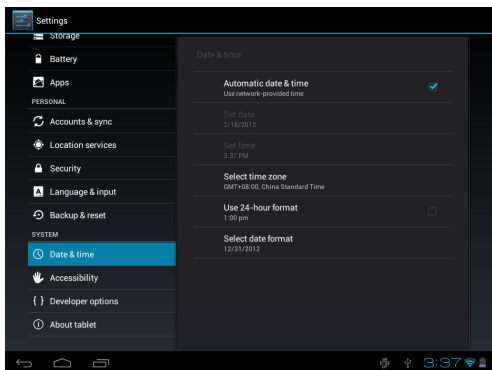 Settings
Storage
Battery
Apps
PERSONAL
Accounts & sync
Location services
Security
A Language & input
Backup & reset
SYSTEM
Date & time
Accessibility
{ } Developer options
About tablet
Date & time
Automatic date & time
Use network-provided time
Set date
2/18/2012
Set time
3:37 PM
Select time zone
GMT+08:00, China Standard Time
Use 24-hour format
1:00 pm
Select date format
12/31/2012
3:37